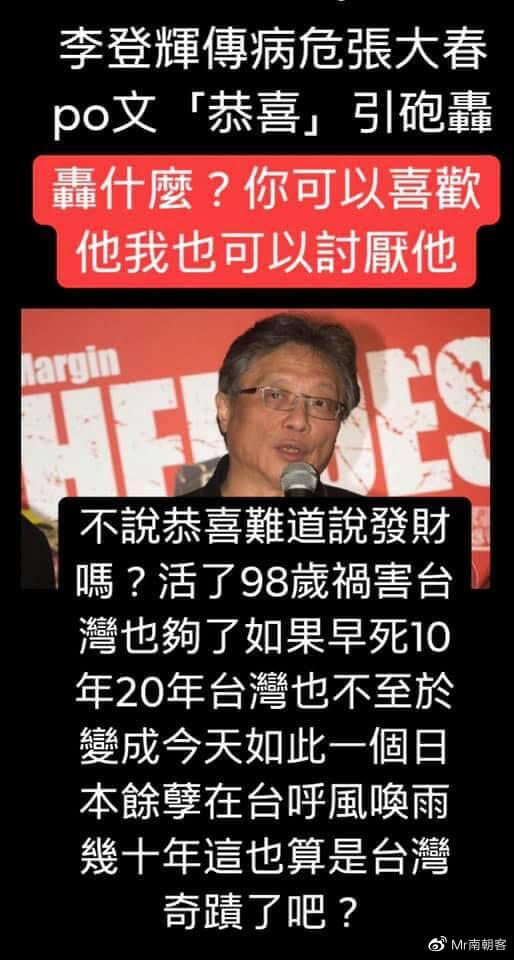 李登輝傳病危張大春
po文「恭喜」引砲轟
轟什麼？你可以喜歡
他我也可以討厭他
Margin
HEROES
不說恭喜難道說發財
嗎？活了98歲禍害台
灣也夠了如果早死10
年20年台灣也不至於
變成今天如此一個日
本餘孽在台呼風喚雨
幾十年這也算是台灣
奇蹟了吧？
Mr南朝客